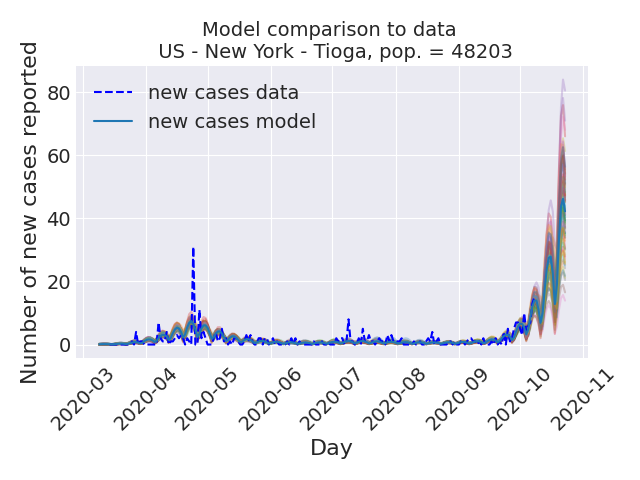 Model comparison to data
US - New York - Tioga, pop. = 48203
Number of new cases reported
80
60
40
20
0
new cases data
new cases model
2020-03
2020-04
2020-05
2020-06
2020-07
2020-08
2020-09
2020-10
2020-11
Day